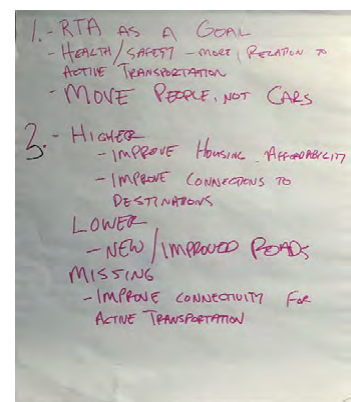 1. - RTA AS A GOAL
- HEALTH/SAFETY - MORE RELATION TO
ACTIVE TRANSPORTATION
- MOVE PEOPLE, NOT CARS
3. - HIGHER
- IMPROVE HOUSING AFFORDABILITY
- IMPROVE CONNECTIONS TO
DESTINATIONS
LOWER
- NEW/IMPROVED ROADS
MISSING
- IMPROVE CONNECTIVITY FOR
ACTIVE TRANSPORTATION